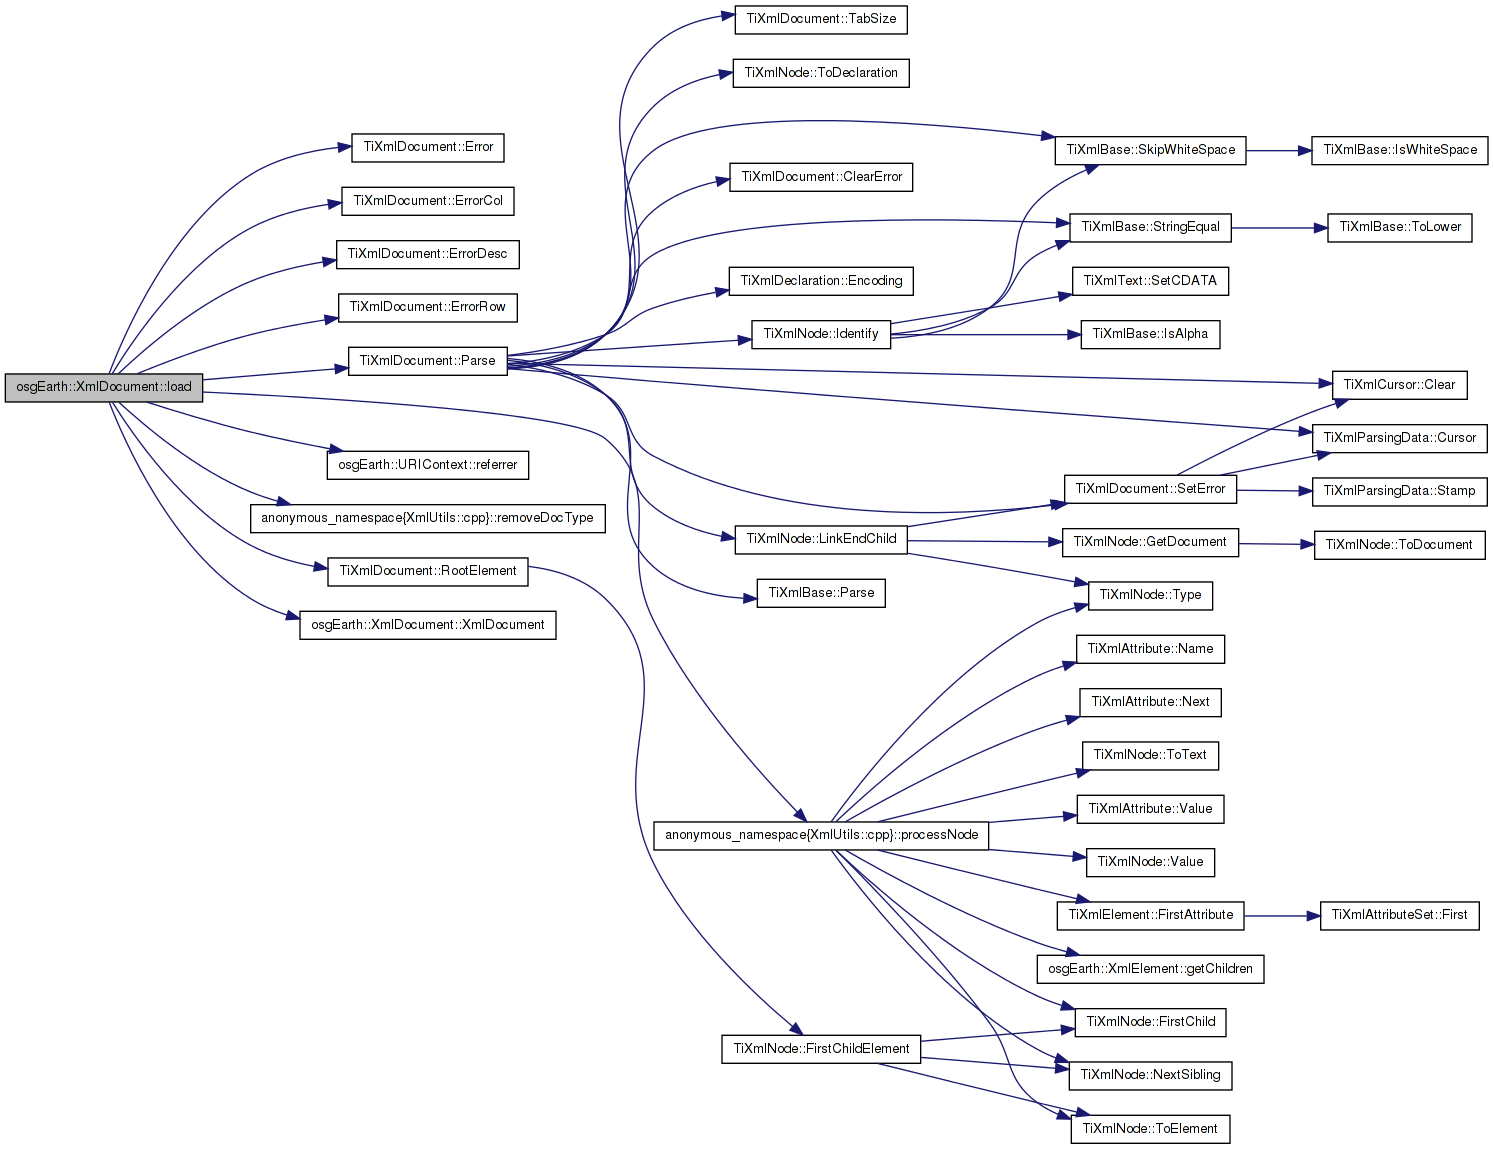 TiXmlDocument::TabSize
TiXmlNode::ToDeclaration
TiXmlDocument::Error
TiXmlBase::SkipWhiteSpace
TiXmlBase::IsWhiteSpace
TiXmlDocument::ClearError
TiXmlDocument::ErrorCol
TiXmlBase::StringEqual
TiXmlBase::ToLower
TiXmlDocument::ErrorDesc
TiXmlDeclaration::Encoding
TiXmlText::SetCDATA
TiXmlDocument::ErrorRow
TiXmlNode::Identify
TiXmlBase::IsAlpha
TiXmlDocument::Parse
osgEarth::XmlDocument::load
TiXmlCursor::Clear
TiXmlParsingData::Cursor
osgEarth::URIContext::referrer
TiXmlDocument::SetError
TiXmlParsingData::Stamp
anonymous_namespace{XmlUtils::cpp}::removeDocType
TiXmlNode::LinkEndChild
TiXmlNode::GetDocument
TiXmlNode::ToDocument
TiXmlDocument::RootElement
TiXmlBase::Parse
TiXmlNode::Type
osgEarth::XmlDocument::XmlDocument
TiXmlAttribute::Name
TiXmlAttribute::Next
TiXmlNode::ToText
TiXmlAttribute::Value
anonymous_namespace{XmlUtils::cpp}::processNode
TiXmlNode::Value
TiXmlElement::FirstAttribute
TiXmlAttributeSet::First
osgEarth::XmlElement::getChildren
TiXmlNode::FirstChild
TiXmlNode::FirstChildElement
TiXmlNode::NextSibling
TiXmlNode::ToElement